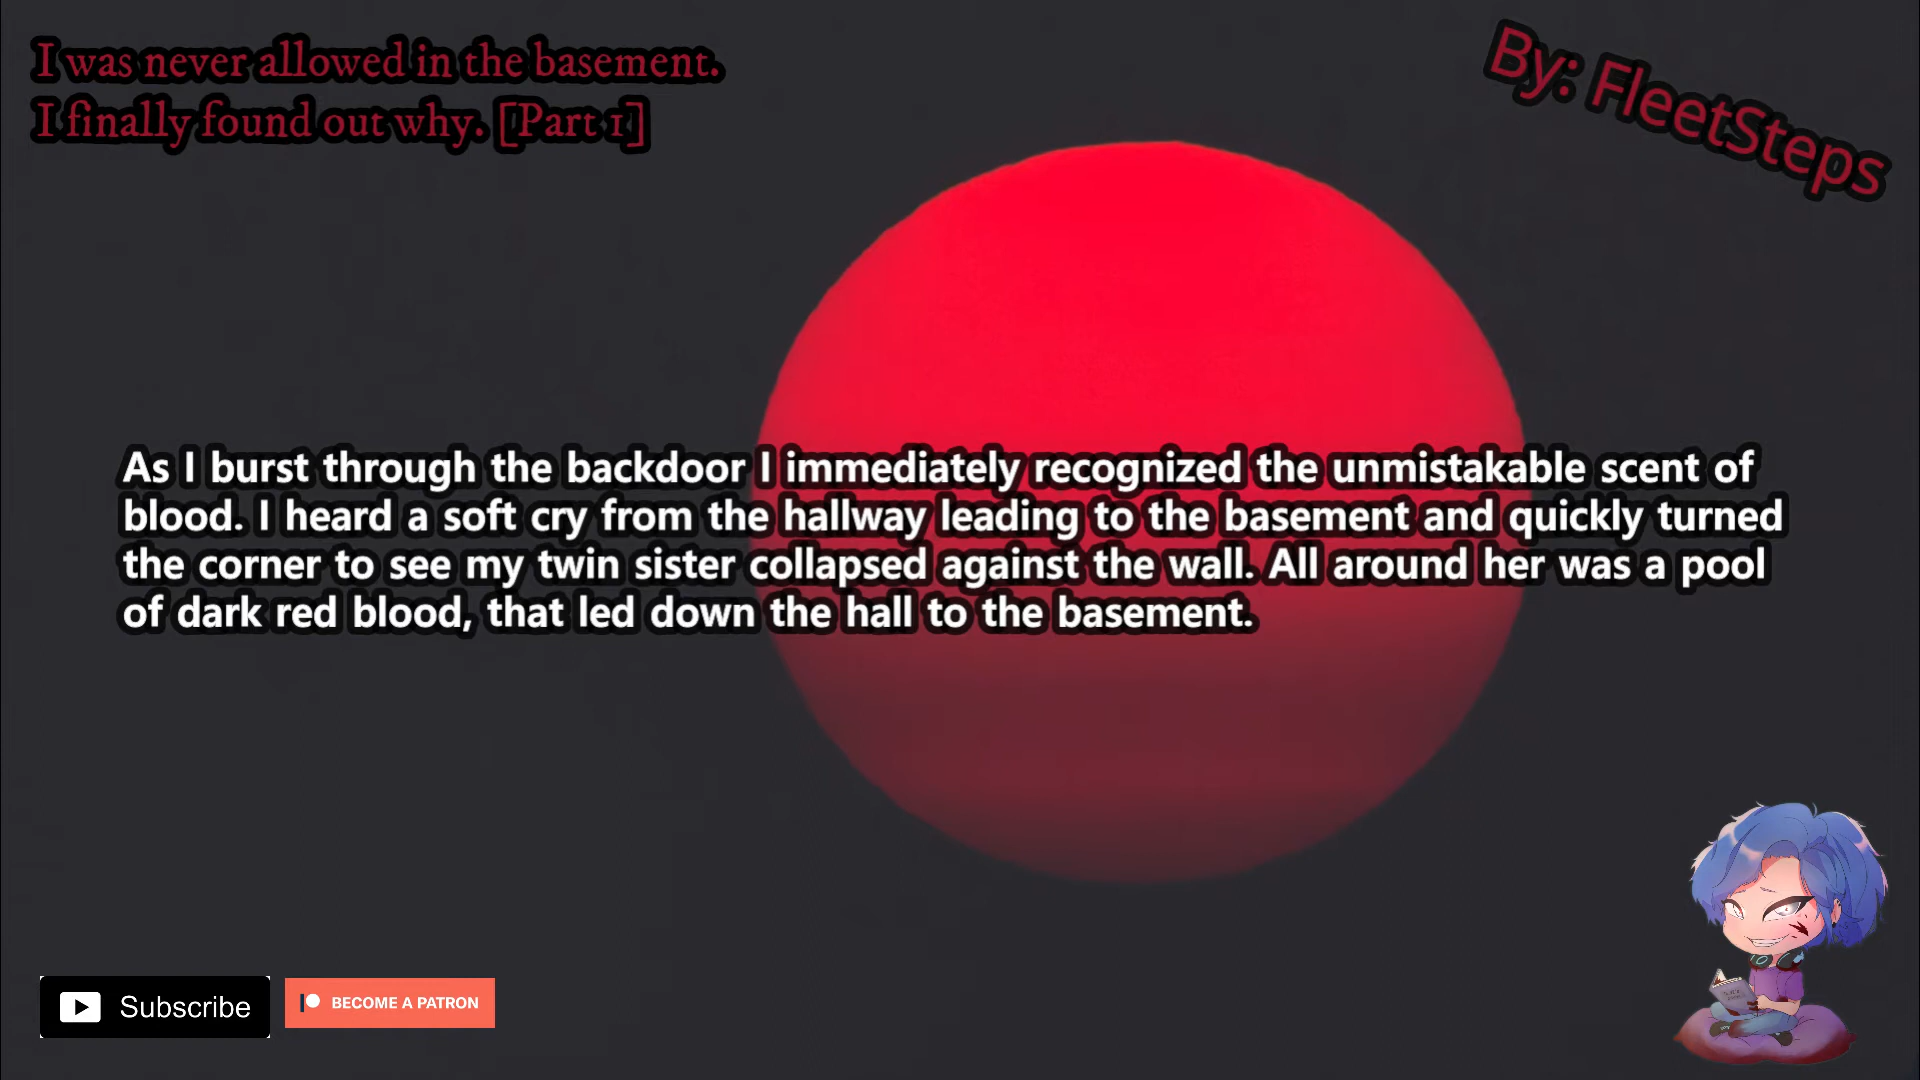 I was never allowed in the basement.
I finally found out why. [Part 1]
By: FleetSteps
As I burst through the backdoor I immediately recognized the unmistakable scent of
blood. I heard a soft cry from the hallway leading to the basement and quickly turned
the corner to see my twin sister collapsed against the wall. All around her was a pool
of dark red blood, that led down the hall to the basement.
Subscribe
BECOME A PATRON